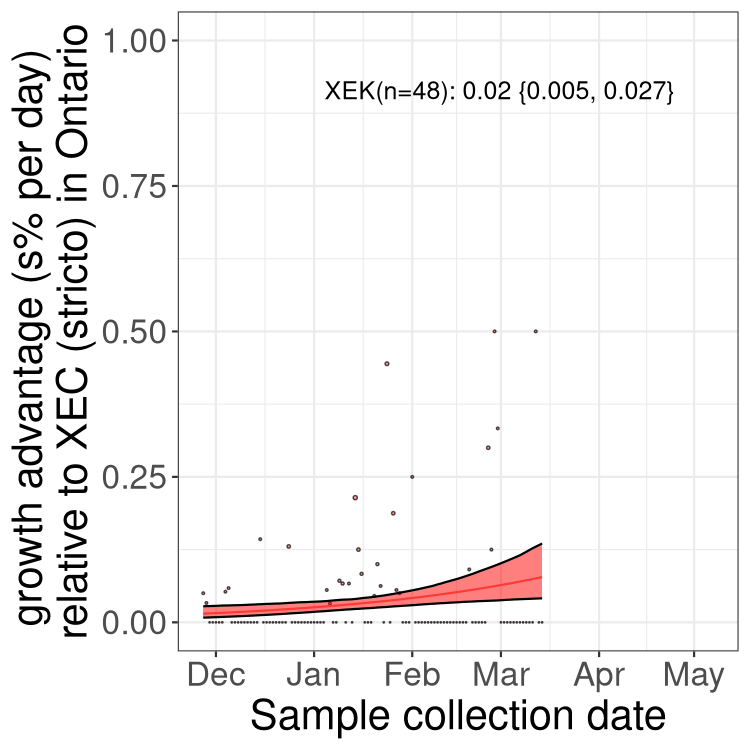 growth advantage (s% per day)
relative to XEC (stricto) in Ontario
1.00
0.75
0.50
0.25
0.00
XEK(n=48): 0.02 {0.005, 0.027}
Dec Jan Feb Mar Apr May
Sample collection date